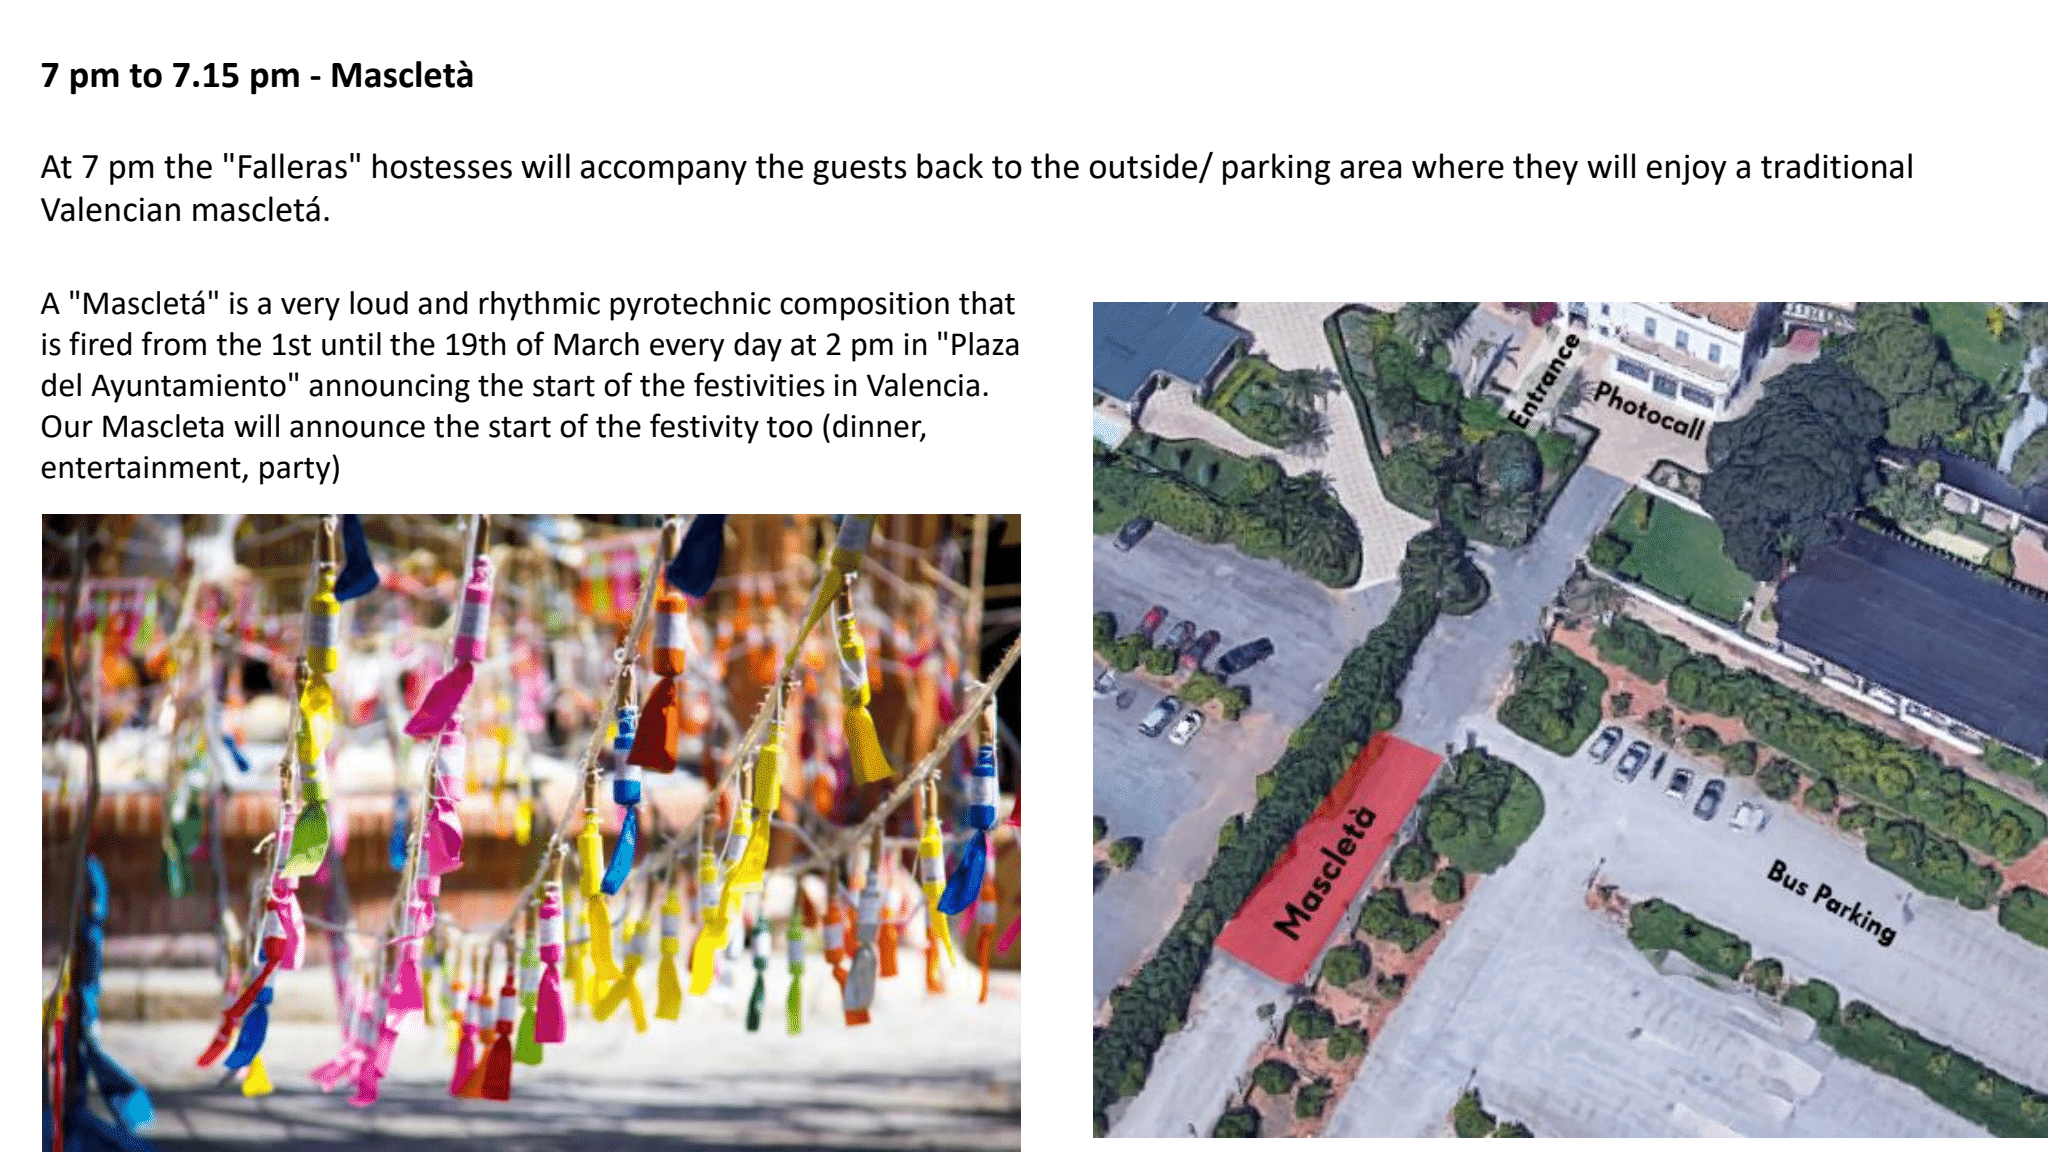 7 pm to 7.15 pm - Mascletà
At 7 pm the "Falleras" hostesses will accompany the guests back to the outside/ parking area where they will enjoy a traditional
Valencian mascletá.
A "Mascletá" is a very loud and rhythmic pyrotechnic composition that
is fired from the 1st until the 19th of March every day at 2 pm in "Plaza
del Ayuntamiento" announcing the start of the festivities in Valencia.
Our Mascleta will announce the start of the festivity too (dinner,
entertainment, party)
Entrance
Photocall
Mascletà
Bus Parking